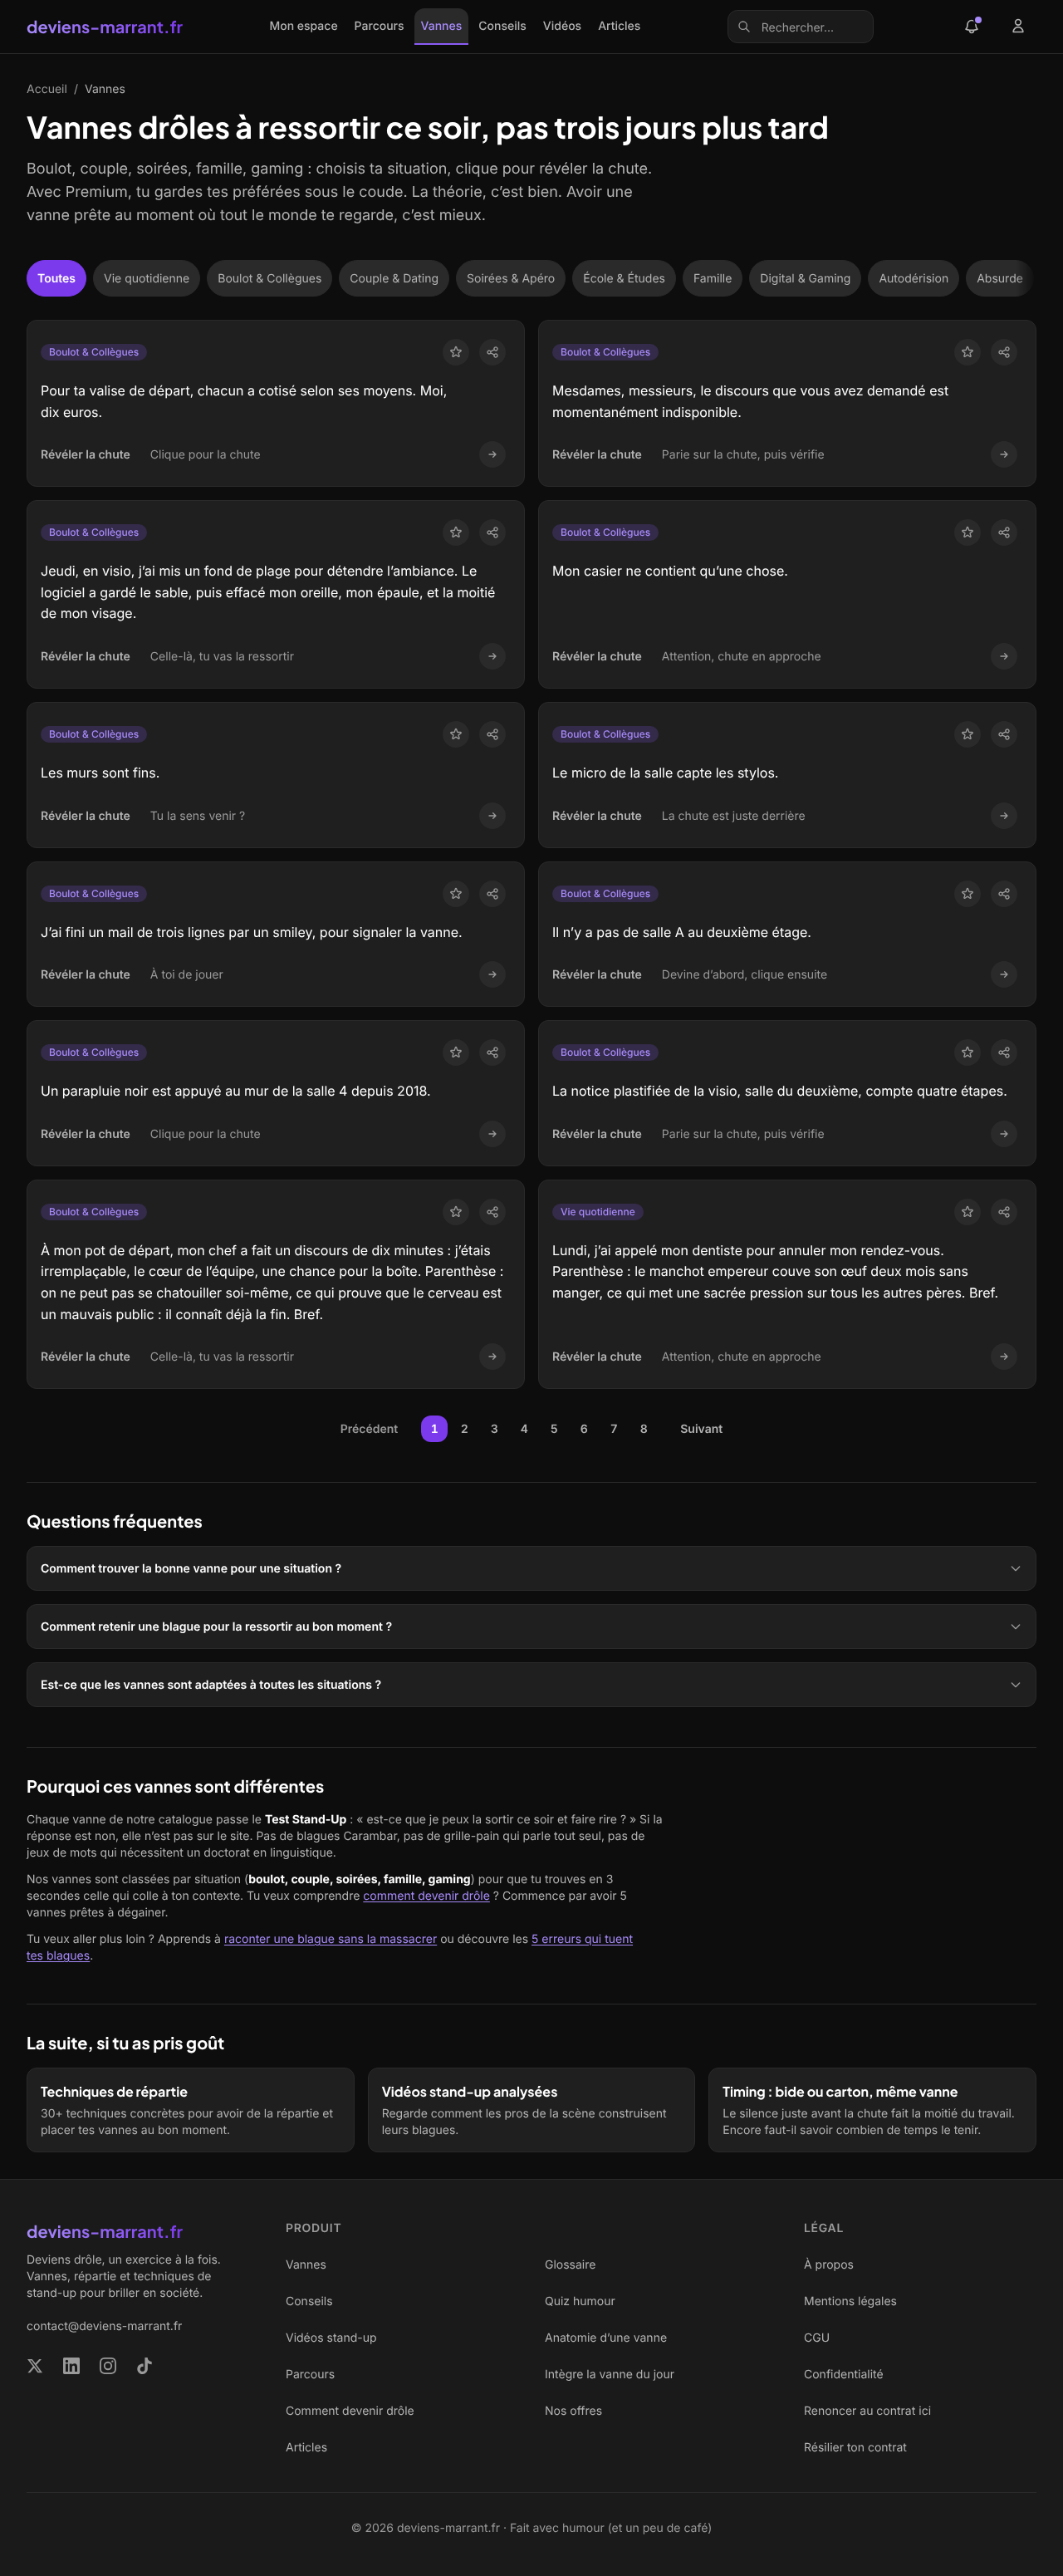 deviens-marrant.fr
Mon espace
Parcours
Vannes
Conseils
Vidéos
Articles
Rechercher...
Accueil / Vannes
Vannes drôles à ressortir ce soir, pas trois jours plus tard
Boulot, couple, soirées, famille, gaming : choisis ta situation, clique pour révéler la chute.
Avec Premium, tu gardes tes préférées sous le coude. La théorie, c’est bien. Avoir une
vanne prête au moment où tout le monde te regarde, c’est mieux.
Toutes
Vie quotidienne
Boulot & Collègues
Couple & Dating
Soirées & Apéro
École & Études
Famille
Digital & Gaming
Autodérision
Absurde
Boulot & Collègues
Pour ta valise de départ, chacun a cotisé selon ses moyens. Moi,
dix euros.
Révéler la chute
Clique pour la chute
Boulot & Collègues
Mesdames, messieurs, le discours que vous avez demandé est
momentanément indisponible.
Révéler la chute
Parie sur la chute, puis vérifie
Boulot & Collègues
Jeudi, en visio, j’ai mis un fond de plage pour détendre l’ambiance. Le
logiciel a gardé le sable, puis effacé mon oreille, mon épaule, et la moitié
de mon visage.
Révéler la chute
Celle-là, tu vas la ressortir
Boulot & Collègues
Mon casier ne contient qu’une chose.
Révéler la chute
Attention, chute en approche
Boulot & Collègues
Les murs sont fins.
Révéler la chute
Tu la sens venir ?
Boulot & Collègues
Le micro de la salle capte les stylos.
Révéler la chute
La chute est juste derrière
Boulot & Collègues
J’ai fini un mail de trois lignes par un smiley, pour signaler la vanne.
Révéler la chute
À toi de jouer
Boulot & Collègues
Il n’y a pas de salle A au deuxième étage.
Révéler la chute
Devine d’abord, clique ensuite
Boulot & Collègues
Un parapluie noir est appuyé au mur de la salle 4 depuis 2018.
Révéler la chute
Clique pour la chute
Boulot & Collègues
La notice plastifiée de la visio, salle du deuxième, compte quatre étapes.
Révéler la chute
Parie sur la chute, puis vérifie
Boulot & Collègues
À mon pot de départ, mon chef a fait un discours de dix minutes : j’étais
irremplaçable, le cœur de l’équipe, une chance pour la boîte. Parenthèse :
on ne peut pas se chatouiller soi-même, ce qui prouve que le cerveau est
un mauvais public : il connaît déjà la fin. Bref.
Révéler la chute
Celle-là, tu vas la ressortir
Vie quotidienne
Lundi, j’ai appelé mon dentiste pour annuler mon rendez-vous.
Parenthèse : le manchot empereur couve son œuf deux mois sans
manger, ce qui met une sacrée pression sur tous les autres pères. Bref.
Révéler la chute
Attention, chute en approche
Précédent
1
2
3
4
5
6
7
8
Suivant
Questions fréquentes
Comment trouver la bonne vanne pour une situation ?
Comment retenir une blague pour la ressortir au bon moment ?
Est-ce que les vannes sont adaptées à toutes les situations ?
Pourquoi ces vannes sont différentes
Chaque vanne de notre catalogue passe le Test Stand-Up : « est-ce que je peux la sortir ce soir et faire rire ? » Si la
réponse est non, elle n’est pas sur le site. Pas de blagues Carambar, pas de grille-pain qui parle tout seul, pas de
jeux de mots qui nécessitent un doctorat en linguistique.
Nos vannes sont classées par situation (boulot, couple, soirées, famille, gaming) pour que tu trouves en 3
secondes celle qui colle à ton contexte. Tu veux comprendre comment devenir drôle ? Commence par avoir 5
vannes prêtes à dégainer.
Tu veux aller plus loin ? Apprends à raconter une blague sans la massacrer ou découvre les 5 erreurs qui tuent
tes blagues.
La suite, si tu as pris goût
Techniques de répartie
30+ techniques concrètes pour avoir de la répartie et
placer tes vannes au bon moment.
Vidéos stand-up analysées
Regarde comment les pros de la scène construisent
leurs blagues.
Timing : bide ou carton, même vanne
Le silence juste avant la chute fait la moitié du travail.
Encore faut-il savoir combien de temps le tenir.
deviens-marrant.fr
Deviens drôle, un exercice à la fois.
Vannes, répartie et techniques de
stand-up pour briller en société.
contact@deviens-marrant.fr
PRODUIT
Vannes
Conseils
Vidéos stand-up
Parcours
Comment devenir drôle
Articles
Glossaire
Quiz humour
Anatomie d’une vanne
Intègre la vanne du jour
Nos offres
LÉGAL
À propos
Mentions légales
CGU
Confidentialité
Renoncer au contrat ici
Résilier ton contrat
© 2026 deviens-marrant.fr · Fait avec humour (et un peu de café)